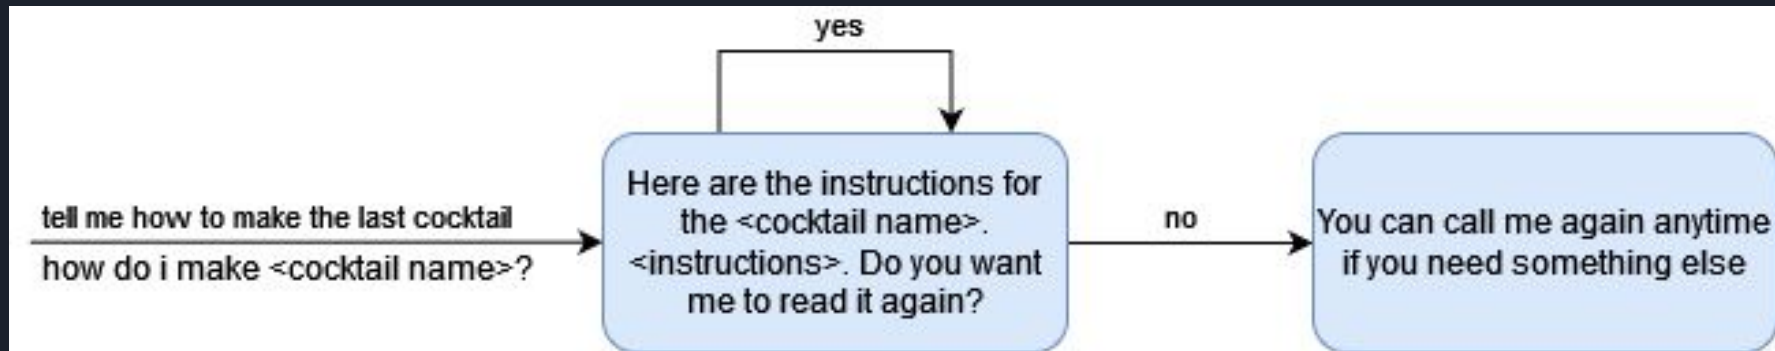 yes
tell me how to make the last cocktail
how do i make <cocktail name>?
Here are the instructions for
the <cocktail name>.
<instructions>. Do you want
me to read it again?
no
You can call me again anytime
if you need something else